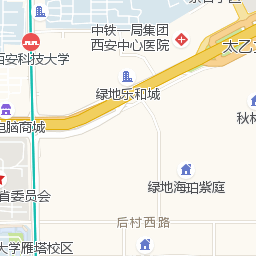 中铁一局集团
西安中心医院
太乙
西安科技大学
绿地乐和城
电脑商城
秋林
绿地海珀紫庭
省委员会
后村西路
大学雁塔校区